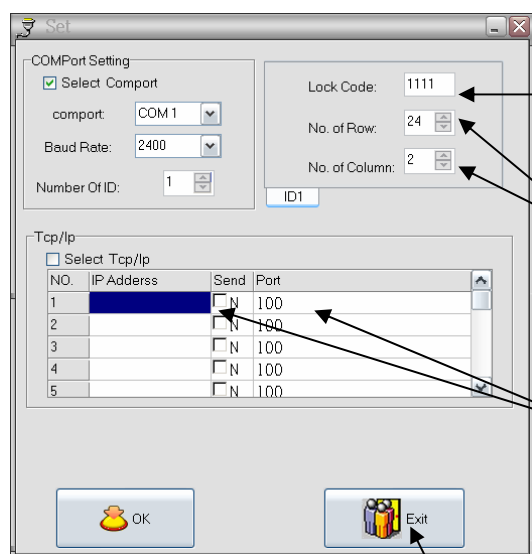 Set
COMPort Setting
Select Comport
comport: COM 1
Baud Rate: 2400
Number Of ID: 1
Lock Code: 1111
No. of Row: 24
No. of Column: 2
ID1
Tcp/Ip
Select Tcp/Ip
NO. IP Adderss Send Port
1 N 100
2 N 100
3 N 100
4 N 100
5 N 100
OK Exit